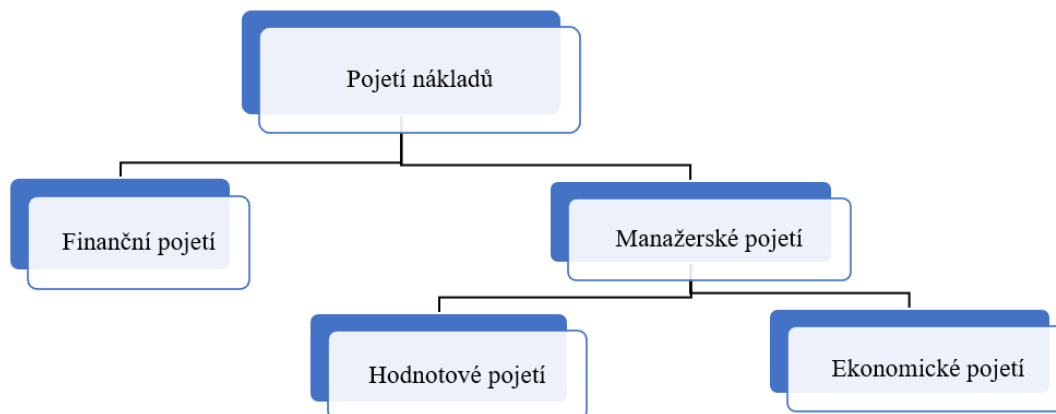 Pojetí nákladů
Finanční pojetí
Manažerské pojetí
Hodnotové pojetí
Ekonomické pojetí